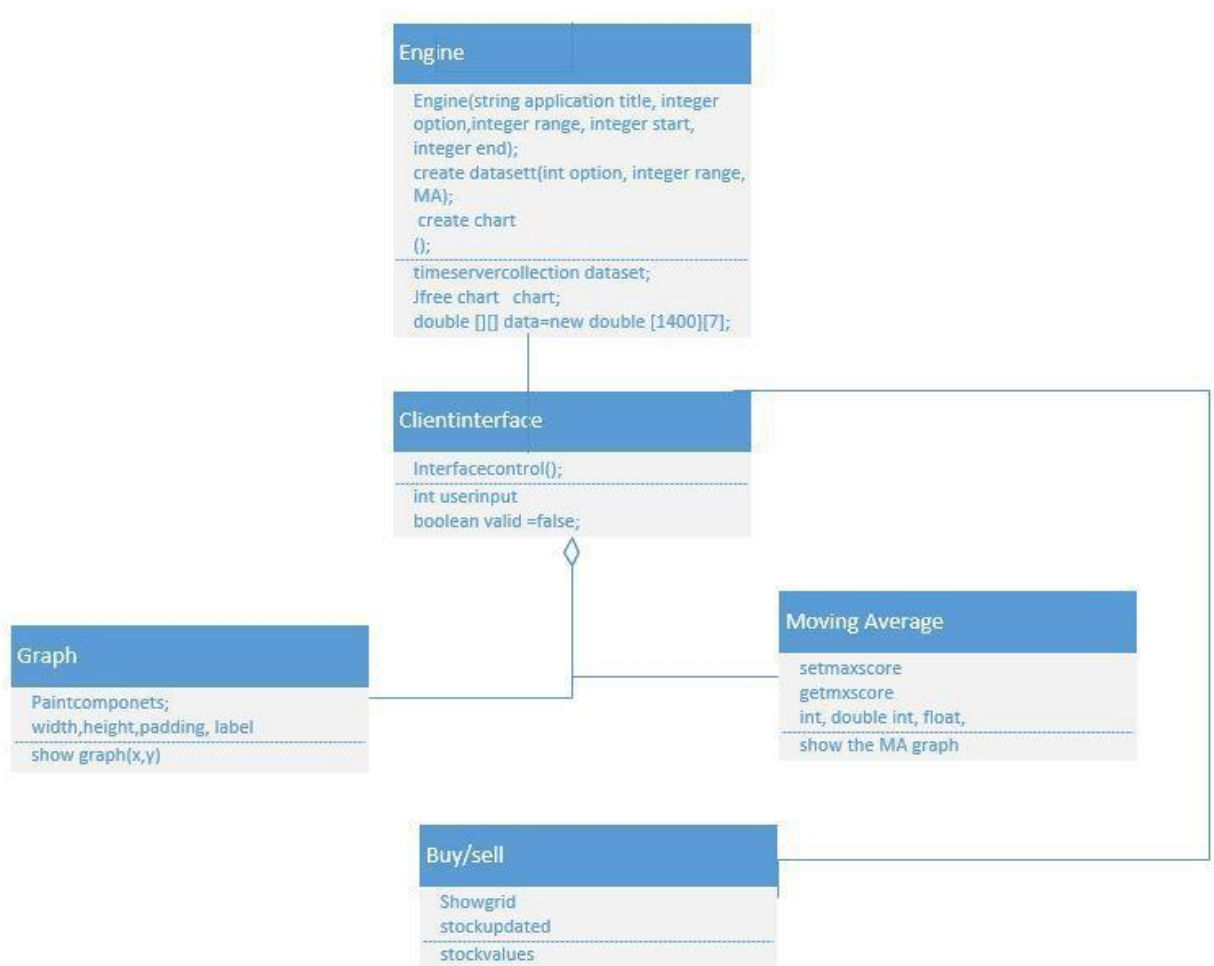 Engine
Engine(string application title, integer
option,integer range, integer start,
integer end);
create datasett(int option, integer range,
MA);
create chart
();
timeservercollection dataset;
Jfree chart chart;
double [][] data=new double [1400][7];
Clientinterface
Interfacecontrol();
int userinput
boolean valid =false;
Graph
Paintcomponets;
width,height,padding, label
show graph(x,y)
Moving Average
setmaxscore
getmxscore
int, double int, float,
show the MA graph
Buy/sell
Showgrid
stockupdated
stockvalues